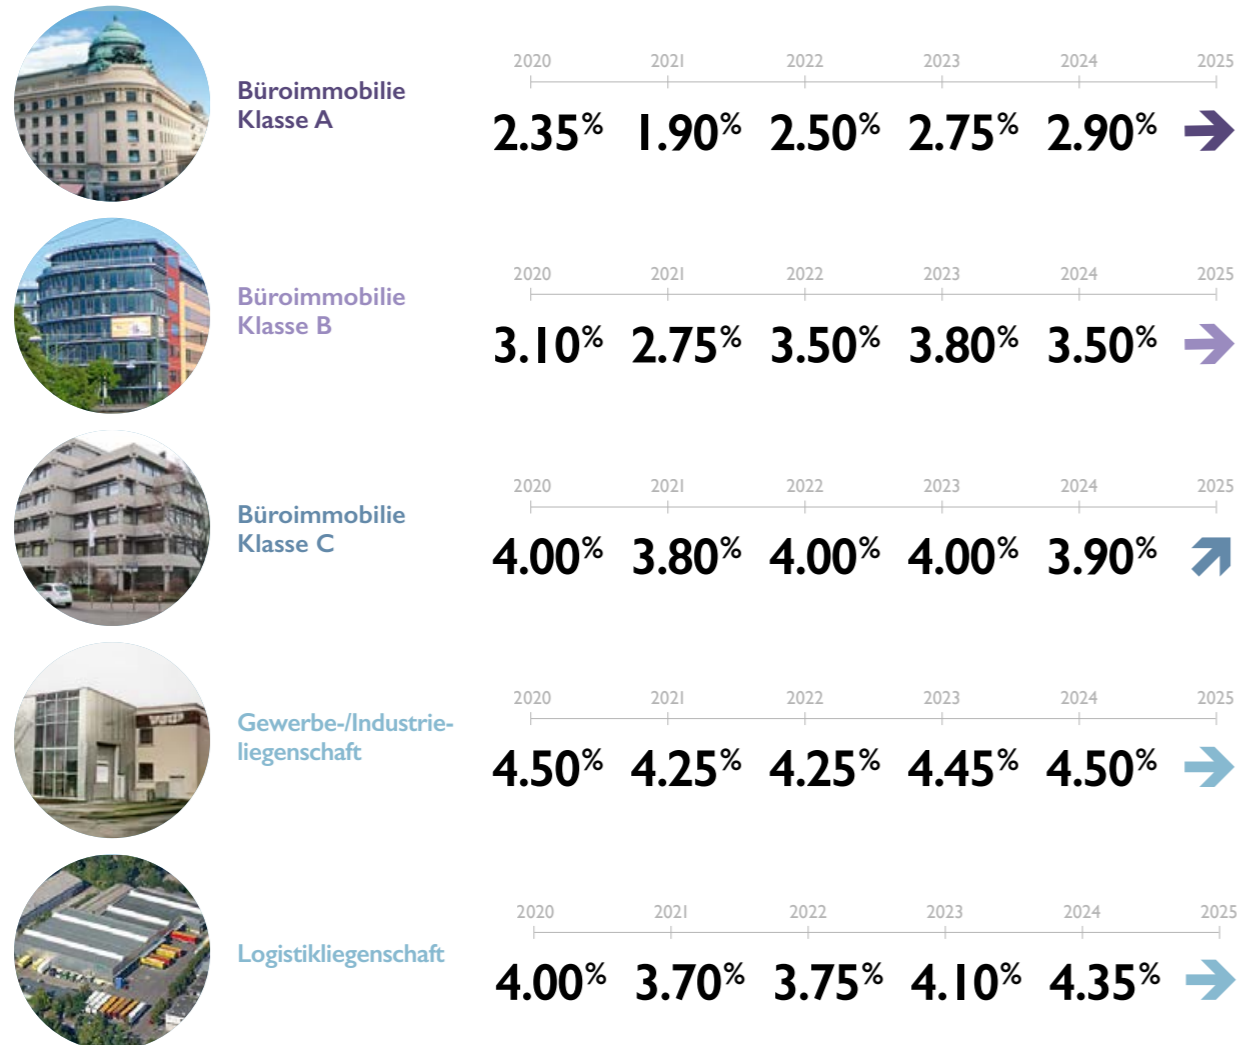 2020 2021 2022 2023 2024 2025
Büroimmobilie
Klasse A
2.35% 1.90% 2.50% 2.75% 2.90%
2020 2021 2022 2023 2024 2025
Büroimmobilie
Klasse B
3.10% 2.75% 3.50% 3.80% 3.50%
2020 2021 2022 2023 2024 2025
Büroimmobilie
Klasse C
4.00% 3.80% 4.00% 4.00% 3.90%
2020 2021 2022 2023 2024 2025
Gewerbe-/Industrie-
liegenschaft
4.50% 4.25% 4.25% 4.45% 4.50%
2020 2021 2022 2023 2024 2025
Logistikliegenschaft
4.00% 3.70% 3.75% 4.10% 4.35%